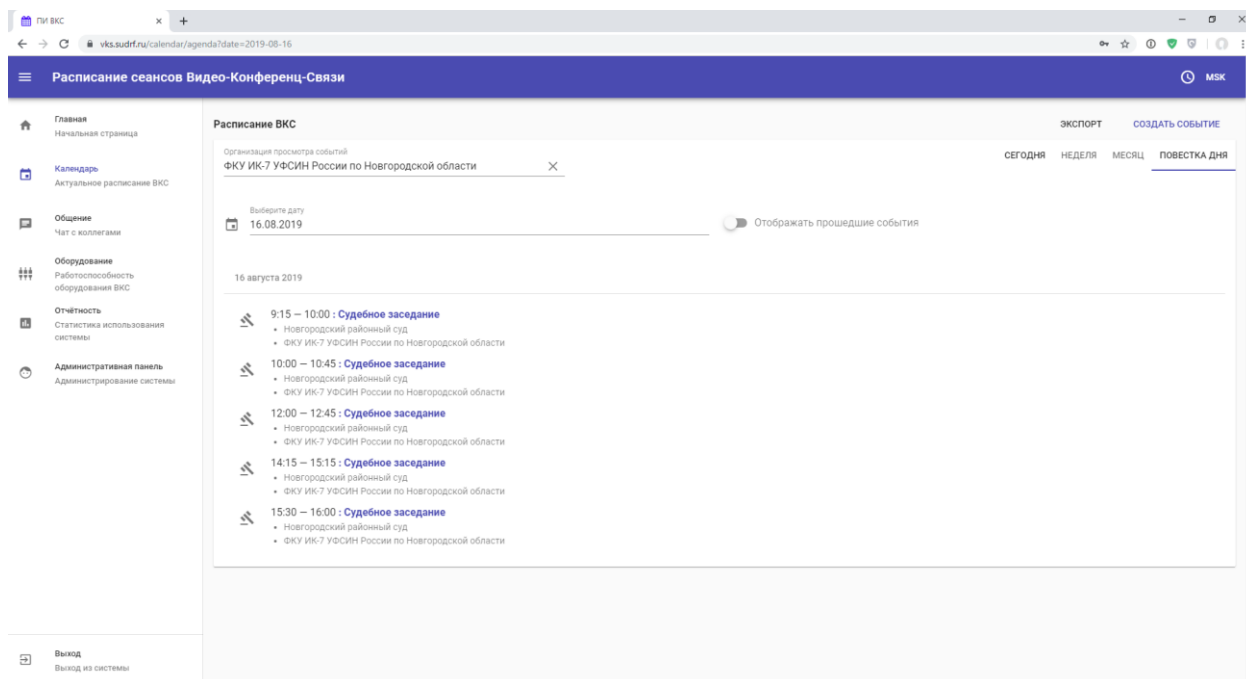 ПИ ВКС
vks.sudrf.ru/calendar/agenda?date=2019-08-16
Расписание сеансов Видео-Конференц-Связи
MSK
Главная
Начальная страница
Календарь
Актуальное расписание ВКС
Общение
Чат с коллегами
Оборудование
Работоспособность
оборудования ВКС
Отчётность
Статистика использования
системы
Административная панель
Администрирование системы
Выход
Выход из системы
Расписание ВКС
ЭКСПОРТ
СОЗДАТЬ СОБЫТИЕ
Организация просмотра событий
ФКУ ИК-7 УФСИН России по Новгородской области
СЕГОДНЯ НЕДЕЛЯ МЕСЯЦ ПОВЕСТКА ДНЯ
Выберите дату
16.08.2019
Отображать прошедшие события
16 августа 2019
9:15 — 10:00 : Судебное заседание
• Новгородский районный суд
• ФКУ ИК-7 УФСИН России по Новгородской области
10:00 — 10:45 : Судебное заседание
• Новгородский районный суд
• ФКУ ИК-7 УФСИН России по Новгородской области
12:00 — 12:45 : Судебное заседание
• Новгородский районный суд
• ФКУ ИК-7 УФСИН России по Новгородской области
14:15 — 15:15 : Судебное заседание
• Новгородский районный суд
• ФКУ ИК-7 УФСИН России по Новгородской области
15:30 — 16:00 : Судебное заседание
• Новгородский районный суд
• ФКУ ИК-7 УФСИН России по Новгородской области